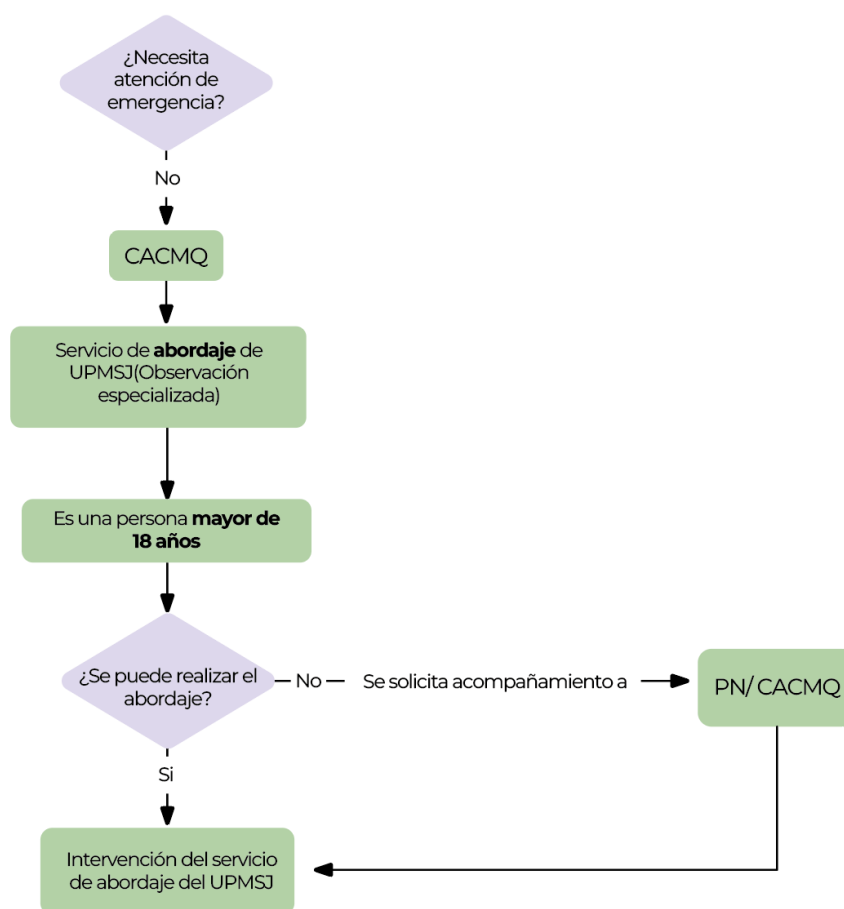 ¿Necesita
atención de
emergencia?
No
CACMQ
Servicio de abordaje de
UPMSJ(Observación
especializada)
Es una persona mayor de
18 años
¿Se puede realizar el
abordaje?
No
Se solicita acompañamiento a
PN/ CACMQ
Si
Intervención del servicio
de abordaje del UPMSJ